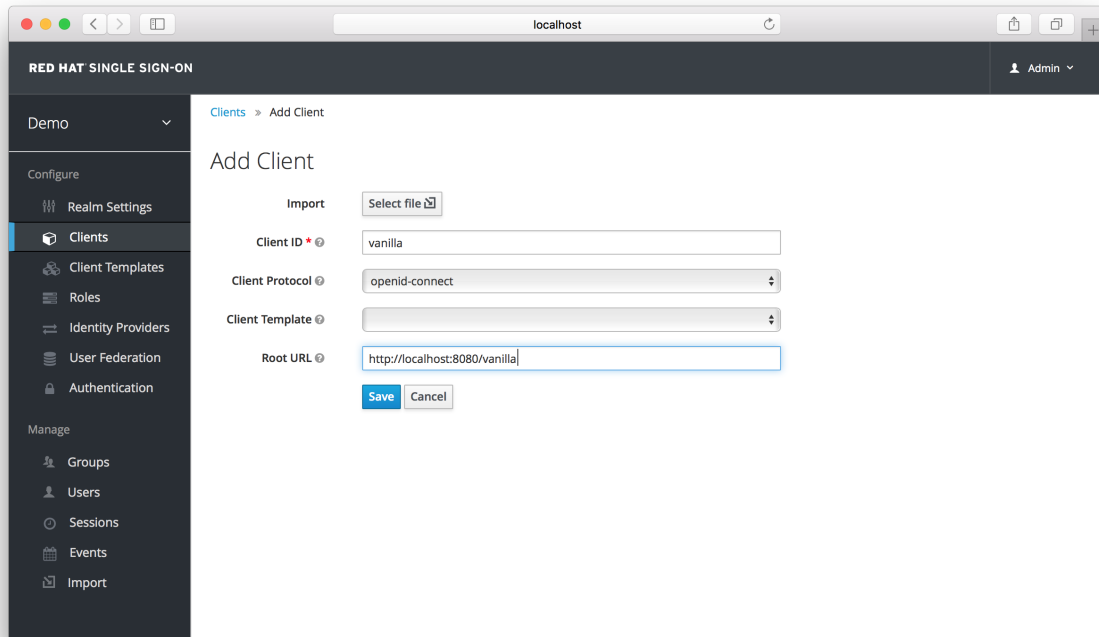 localhost
RED HAT SINGLE SIGN-ON
Admin
Demo
Configure
Realm Settings
Clients
Client Templates
Roles
Identity Providers
User Federation
Authentication
Manage
Groups
Users
Sessions
Events
Import
Clients » Add Client
Add Client
Import Select file
Client ID * vanilla
Client Protocol openid-connect
Client Template
Root URL http://localhost:8080/vanilla
Save Cancel